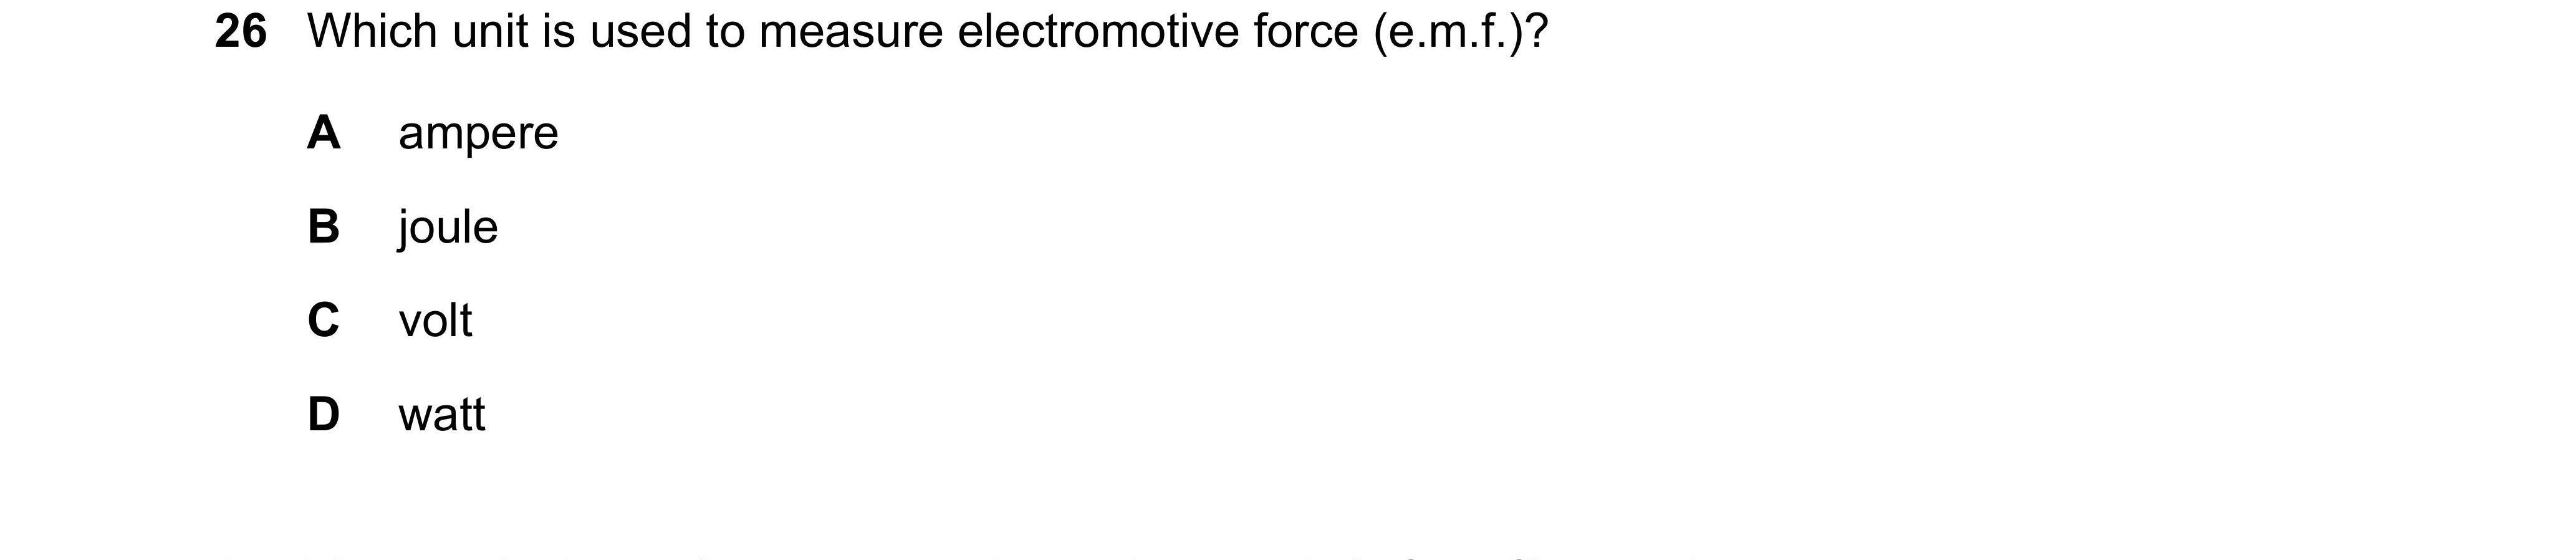 26 Which unit is used to measure electromotive force (e.m.f.)?
A ampere
B joule
C volt
D watt